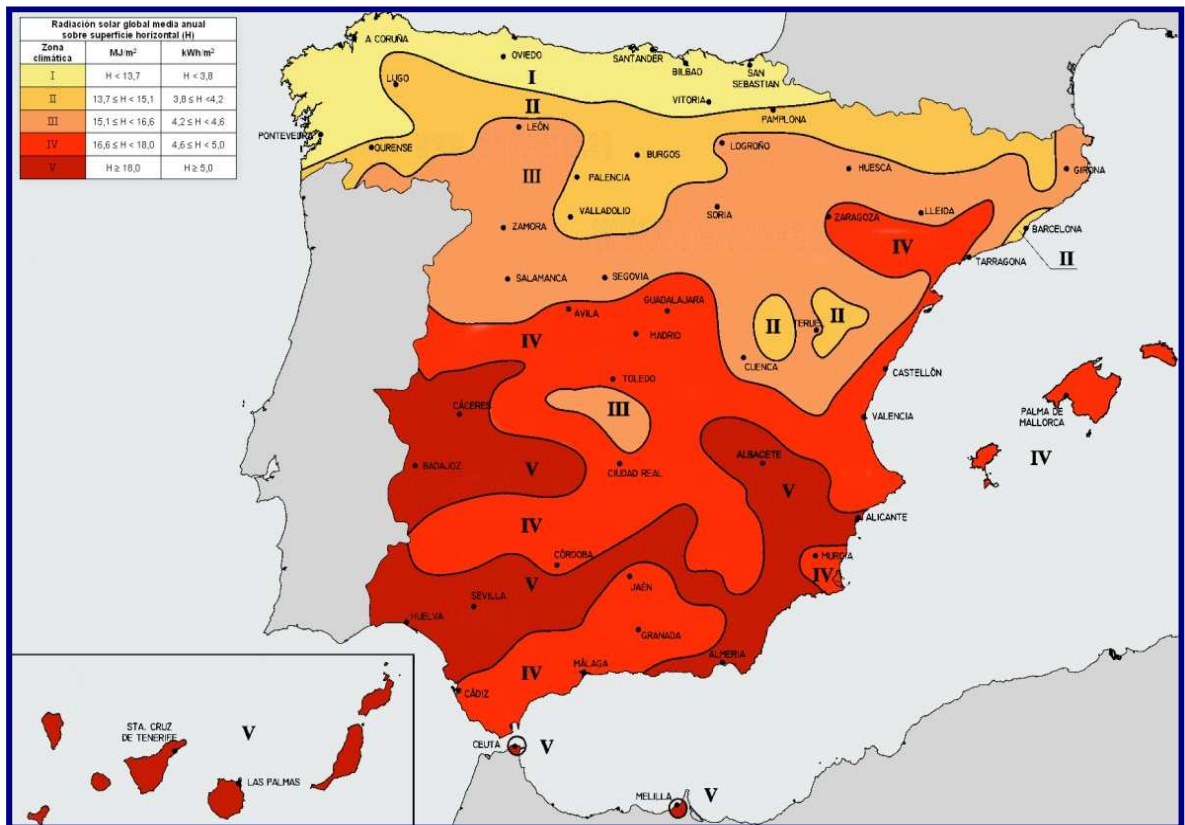 Radiación solar global media anual
sobre superficie horizontal (H)
Zona
climática
MJ/m²
kWh/m²
I
H < 13,7
H < 3,8
II
13,7 ≤ H < 15,1
3,8 ≤ H <4,2
III
15,1 ≤ H < 16,6
4,2 ≤ H < 4,6
IV
16,6 ≤ H < 18,0
4,6 ≤ H < 5,0
V
H ≥ 18,0
H ≥ 5,0
A CORUÑA
OVIEDO
SANTANDER
BILBAO
SAN
SEBASTIAN
I
LUGO
VITORIA
II
PAMPLONA
PONTEVEDRA
LEÓN
OURENSE
LOGROÑO
BURGOS
HUESCA
GIRONA
III
PALENCIA
VALLADOLID
SORIA
ZARAGOZA
LLEIDA
ZAMORA
BARCELONA
IV
II
TARRAGONA
SALAMANCA
SEGOVIA
GUADALAJARA
AVILA
II
II
TERUEL
IV
MADRID
CUENCA
CASTELLÓN
TOLEDO
CÁCERES
III
VALENCIA
PALMA DE
MALLORCA
ALBACETE
IV
BADAJOZ
V
CIUDAD REAL
V
IV
ALICANTE
CÓRDOBA
MURCIA
IV
V
JAÉN
SEVILLA
HUELVA
GRANADA
ALMERIA
MÁLAGA
IV
CÁDIZ
STA. CRUZ
DE TENERIFE
V
CEUTA
V
LAS PALMAS
MELILLA
V